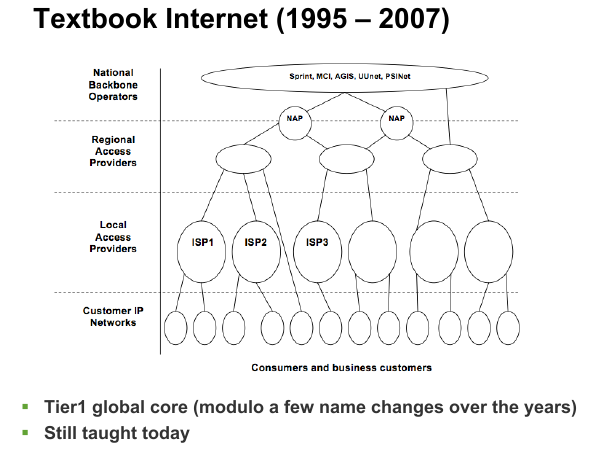 Textbook Internet (1995 – 2007)
National
Backbone
Operators
Sprint, MCI, AGIS, UUnet, PSINet
NAP
NAP
Regional
Access
Providers
Local
Access
Providers
ISP1
ISP2
ISP3
Customer IP
Networks
Consumers and business customers
Tier1 global core (modulo a few name changes over the years)
Still taught today